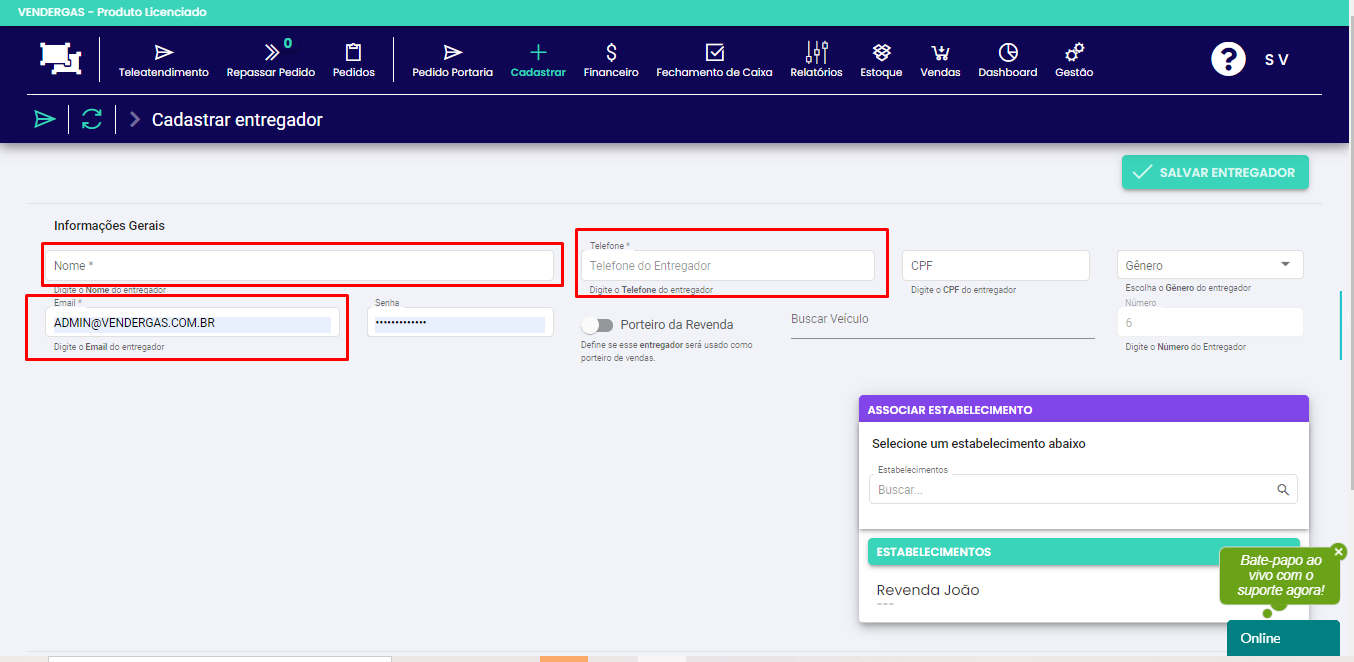 VENDERGAS - Produto Licenciado
0
Teleatendimento
Repassar Pedido
Pedidos
Pedido Portaria
Cadastrar
Financeiro
Fechamento de Caixa
Relatórios
Estoque
Vendas
Dashboard
Gestão
?
S V
Cadastrar entregador
SALVAR ENTREGADOR
Informações Gerais
Nome *
Digite o Nome do entregador
Telefone *
Telefone do Entregador
Digite o Telefone do entregador
CPF
Digite o CPF do entregador
Gênero
Escolha o Gênero do entregador
Email *
ADMIN@VENDERGAS.COM.BR
Digite o Email do entregador
Senha
•••••••••••••
Porteiro da Revenda
Define se esse entregador será usado como
porteiro de vendas.
Buscar Veículo
Número
6
Digite o Número do Entregador
ASSOCIAR ESTABELECIMENTO
Selecione um estabelecimento abaixo
Estabelecimentos
Buscar...
ESTABELECIMENTOS
Revenda João
---
Bate-papo ao
vivo com o
suporte agora!
Online